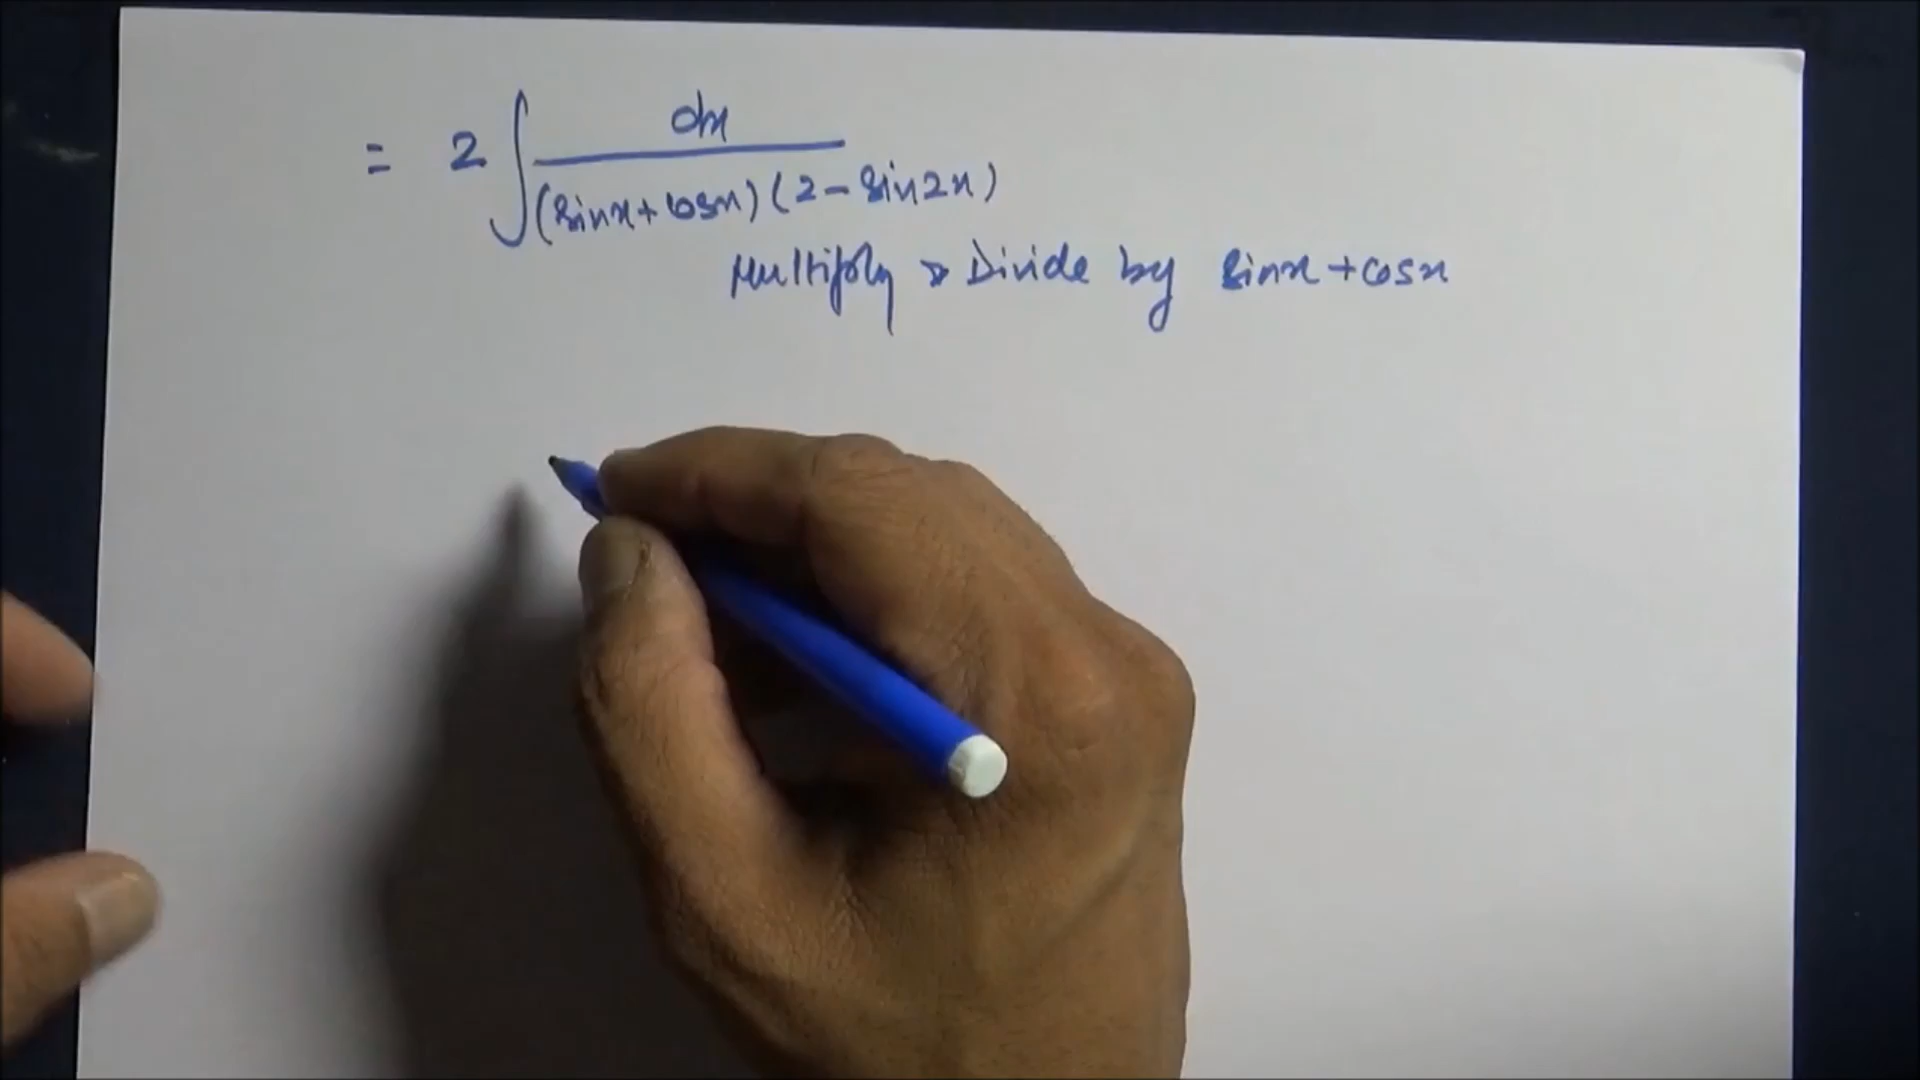 = 2 ∫ dx / (sinx + cosx) (2 - sin2x)
Multiply & Divide by sinx + cosx